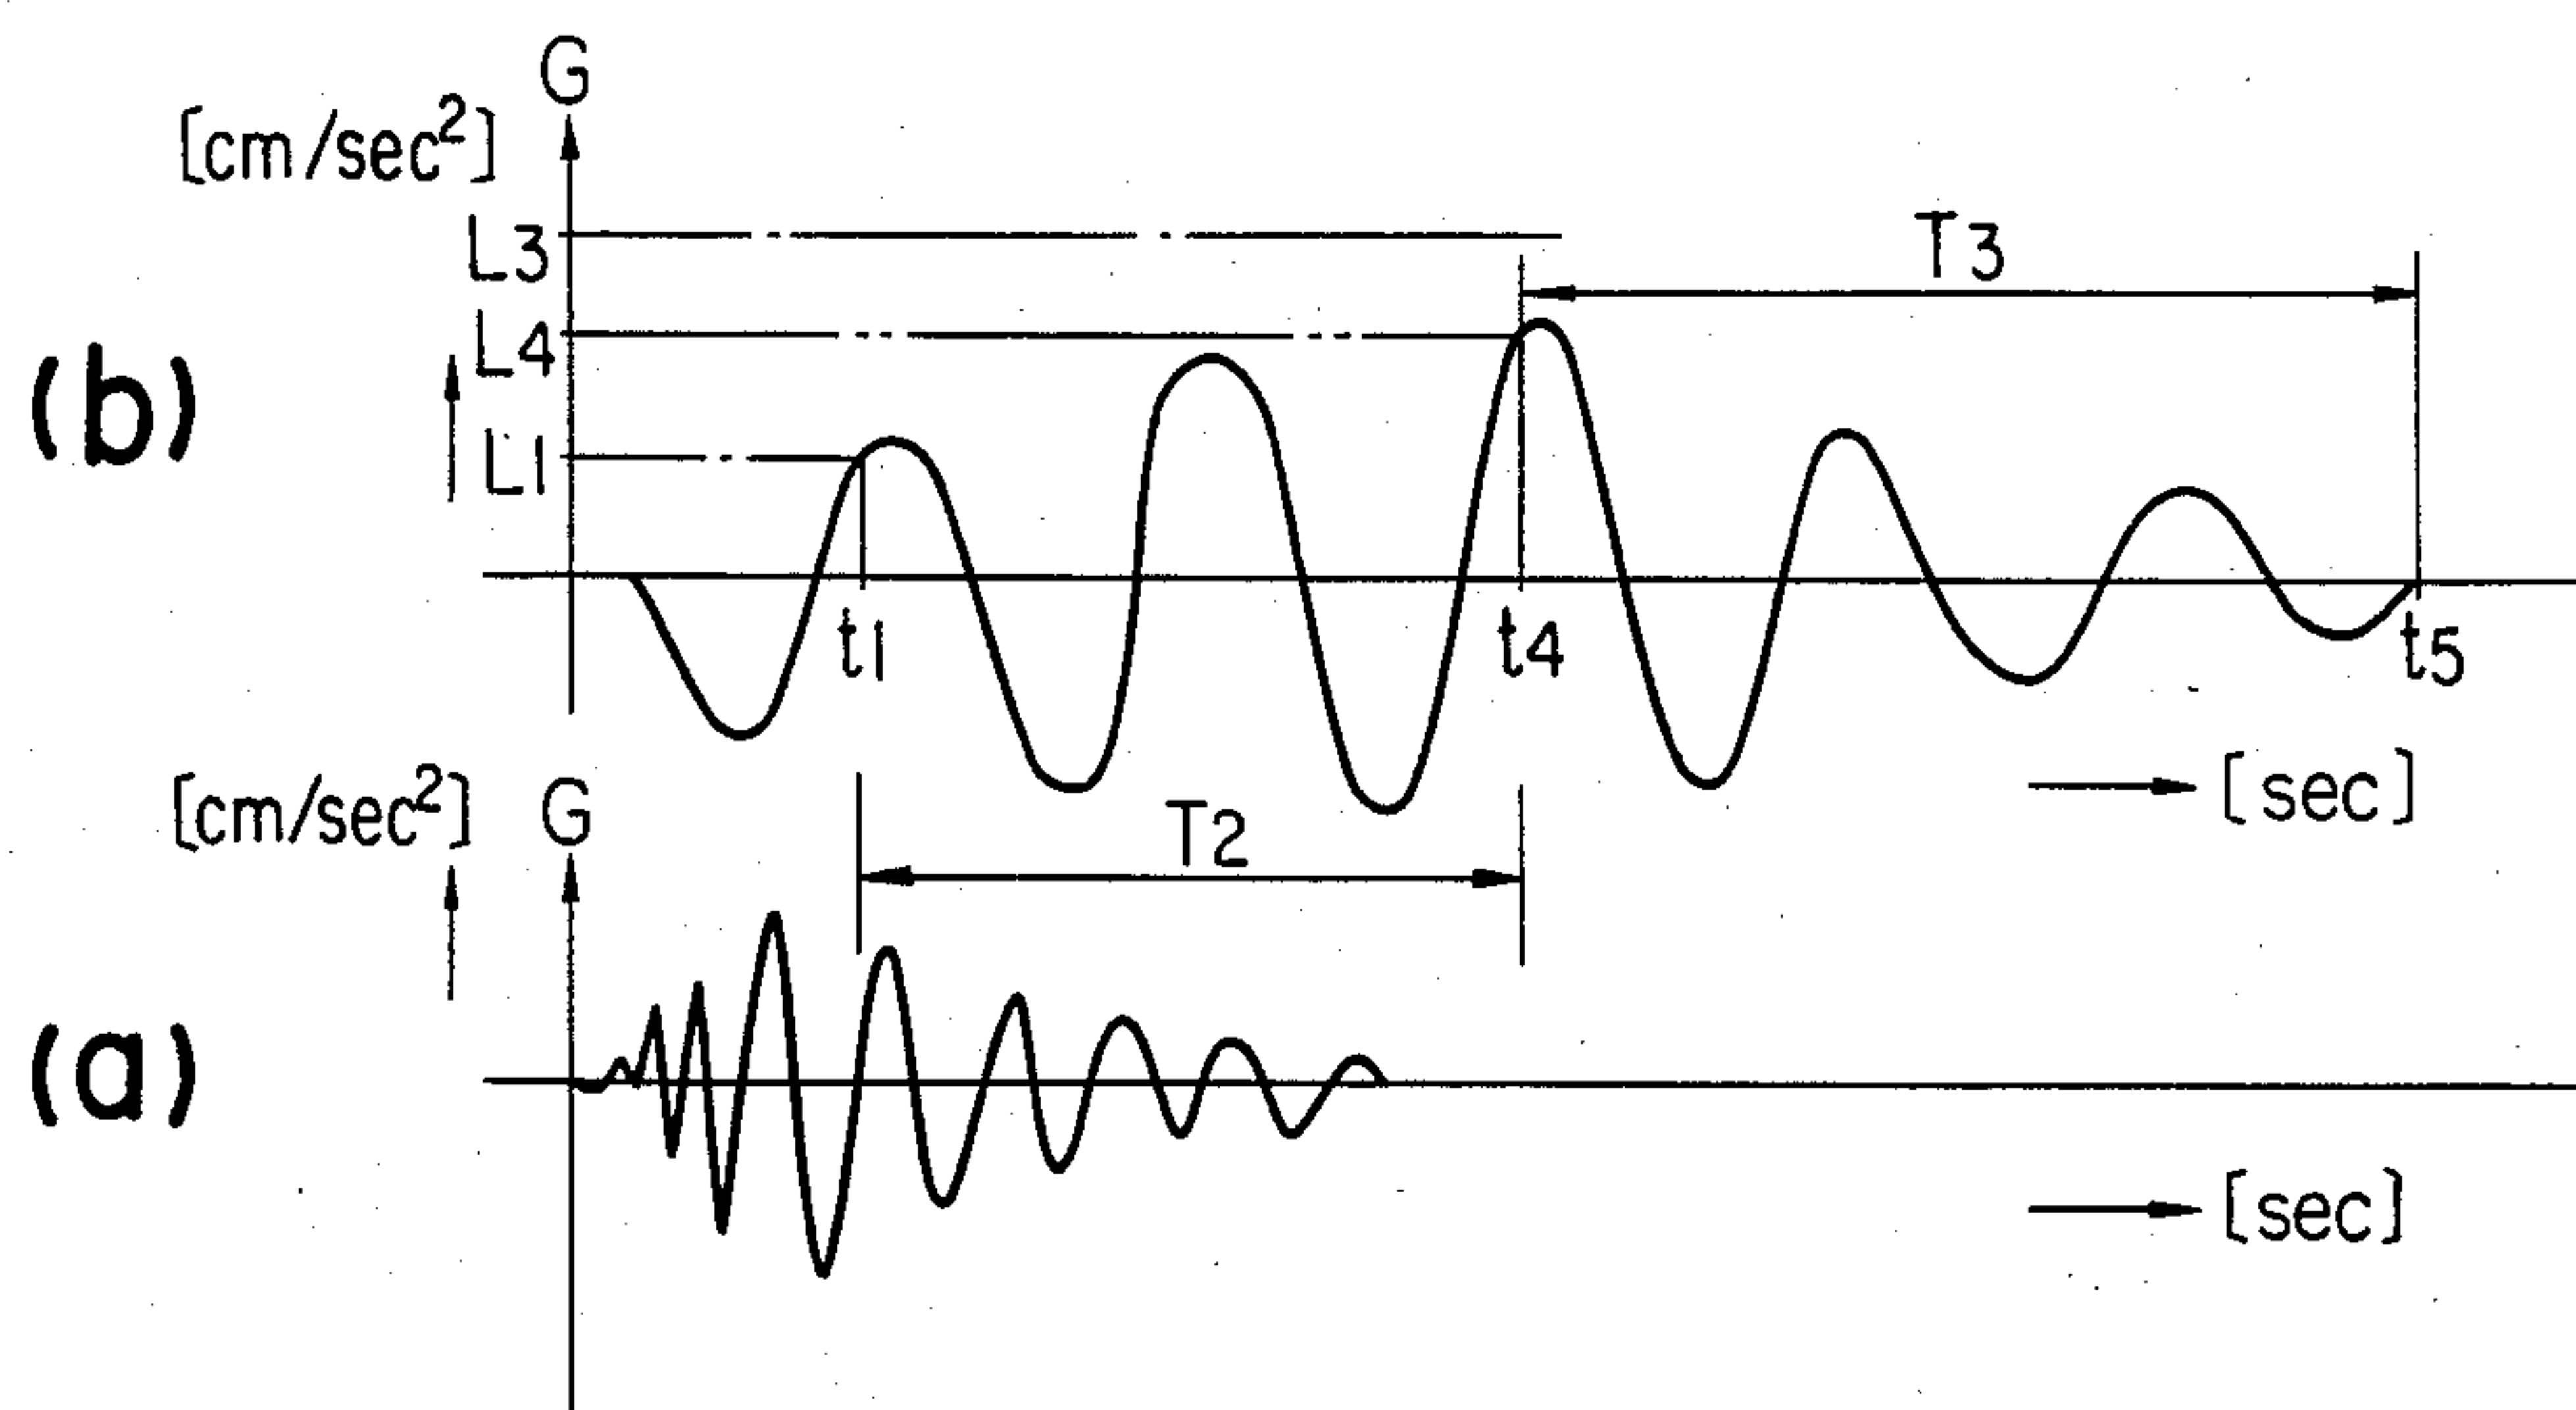 G
[cm/sec²]
L3
T3
L4
(b)
L1
t1
t4
t5
[sec]
[cm/sec²]
G
T2
(a)
[sec]